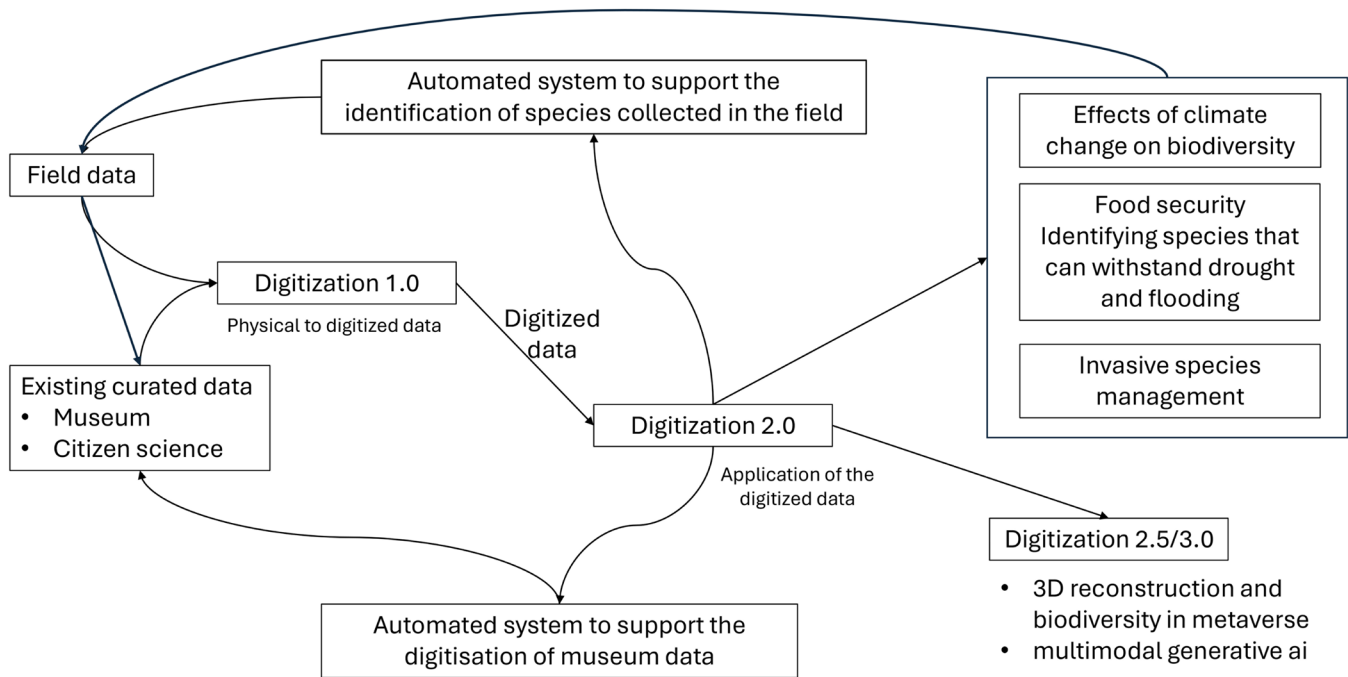 Automated system to support the
identification of species collected in the field
Effects of climate
change on biodiversity
Field data
Food security
Identifying species that
can withstand drought
and flooding
Digitization 1.0
Physical to digitized data
Digitized
data
Invasive species
management
Existing curated data
• Museum
• Citizen science
Digitization 2.0
Application of the
digitized data
Digitization 2.5/3.0
• 3D reconstruction and
biodiversity in metaverse
• multimodal generative ai
Automated system to support the
digitisation of museum data